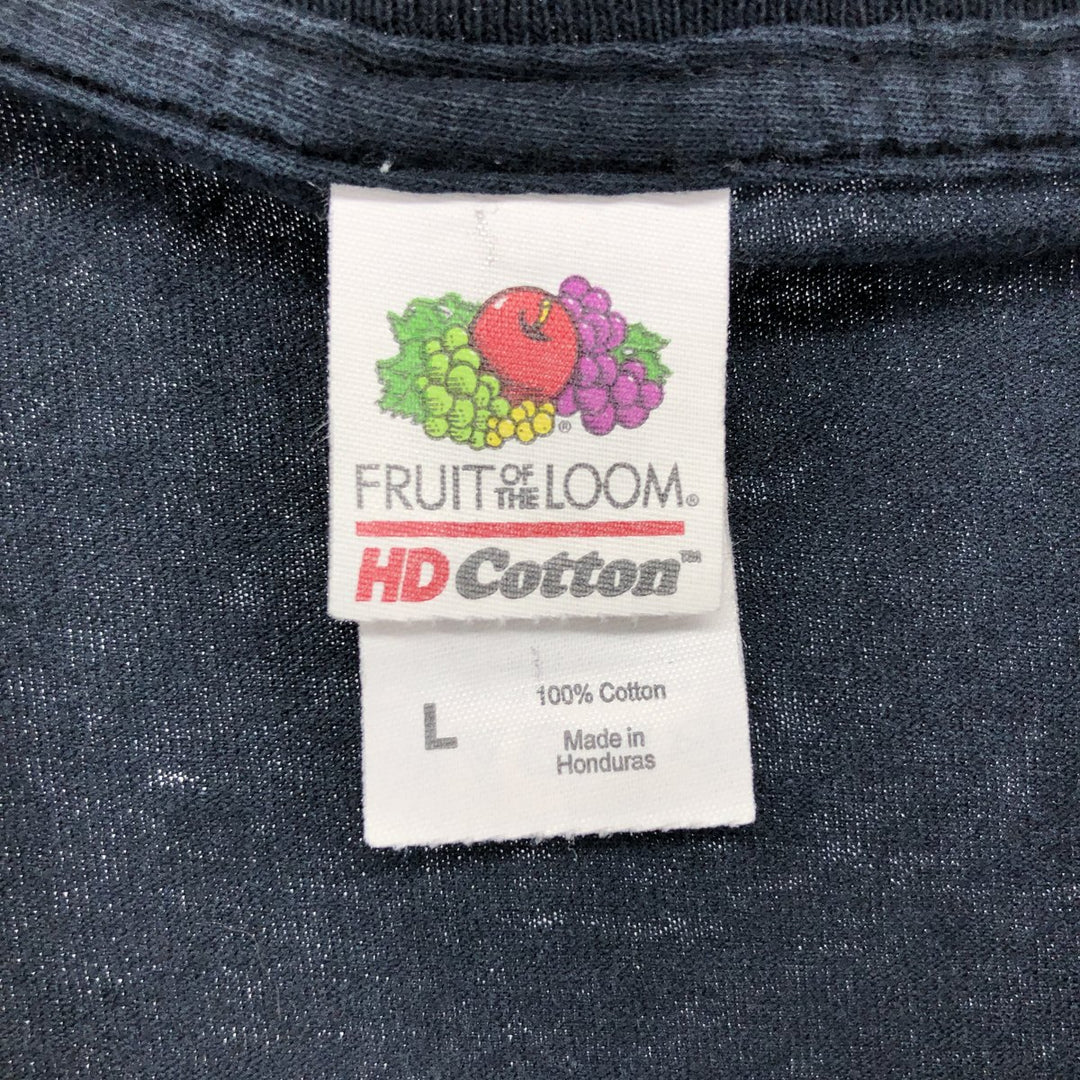 ®
FRUIT OF THE LOOM®
HD Cotton™
L
100% Cotton
Made in
Honduras